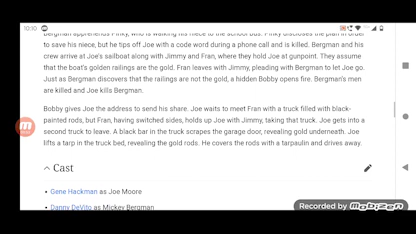 10:10
Bergman apprehends Pinky, who is walking his niece to the school bus. Pinky discloses the plan in order
to save his niece, but he tips off Joe with a code word during a phone call and is killed. Bergman and his
crew arrive at Joe's sailboat along with Jimmy and Fran, where they hold Joe at gunpoint. They assume
that the boat's golden railings are the gold. Fran leaves with Jimmy, pleading with Bergman to let Joe go.
Just as Bergman discovers that the railings are not the gold, a hidden Bobby opens fire. Bergman's men
are killed and Joe kills Bergman.
Bobby gives Joe the address to send his share. Joe waits to meet Fran with a truck filled with black-
painted rods, but Fran, having switched sides, holds up Joe with Jimmy, taking that truck. Joe gets into a
second truck to leave. A black bar in the truck scrapes the garage door, revealing gold underneath. Joe
lifts a tarp in the truck bed, revealing the gold rods. He covers the rods with a tarpaulin and drives away.
Cast
• Gene Hackman as Joe Moore
• Danny DeVito as Mickey Bergman
Recorded by Mobizen